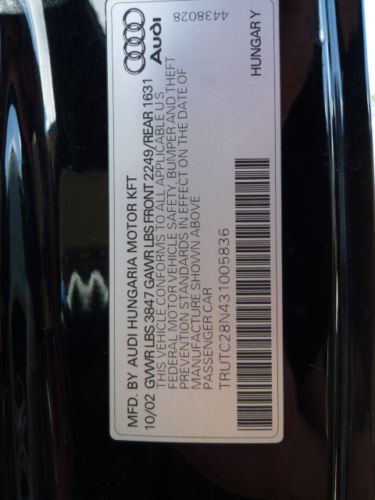 4438028
Audi
MFD. BY AUDI HUNGARIA MOTOR KFT
10/02 GVWR LBS 3847 GAWR LBS FRONT 2249/REAR 1631
THIS VEHICLE CONFORMS TO ALL APPLICABLE U S
FEDERAL MOTOR VEHICLE SAFETY, BUMPER AND THEFT
PREVENTION STANDARDS IN EFFECT ON THE DATE OF
MANUFACTURE SHOWN ABOVE
PASSENGER CAR
TRUTC28N431005836
HUNGARY